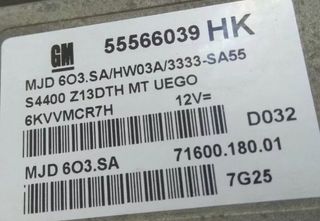 GM 55566039 HK
MJD 6O3.SA/HW03A/3333-SA55
S4400 Z13DTH MT UEGO
6KVVMCR7H 12V=
D032
MJD 6O3.SA 71600.180.01
7G25